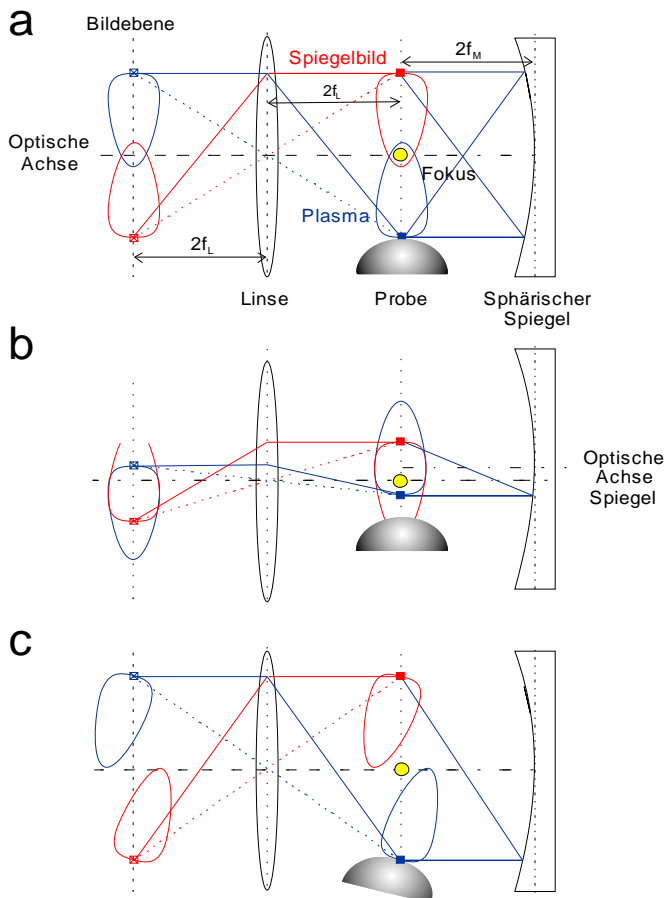 a
Bildebene
Spiegelbild
2f_M
2f_L
Optische
Achse
Fokus
Plasma
2f_L
Linse
Probe
Sphärischer
Spiegel
b
Optische
Achse
Spiegel
c